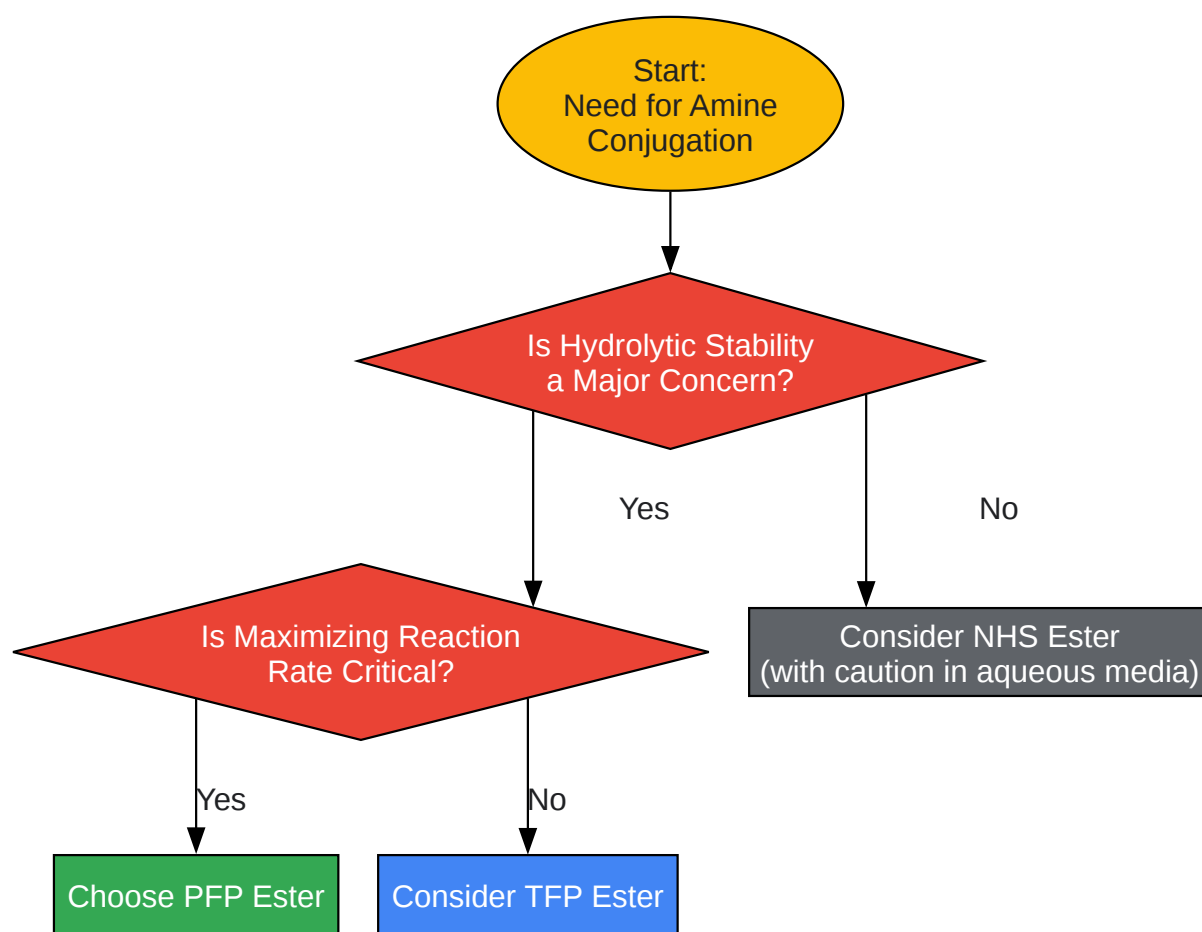 Start:
Need for Amine
Conjugation
Is Hydrolytic Stability
a Major Concern?
Yes
No
Is Maximizing Reaction
Rate Critical?
Consider NHS Ester
(with caution in aqueous media)
Yes
No
Choose PFP Ester
Consider TFP Ester